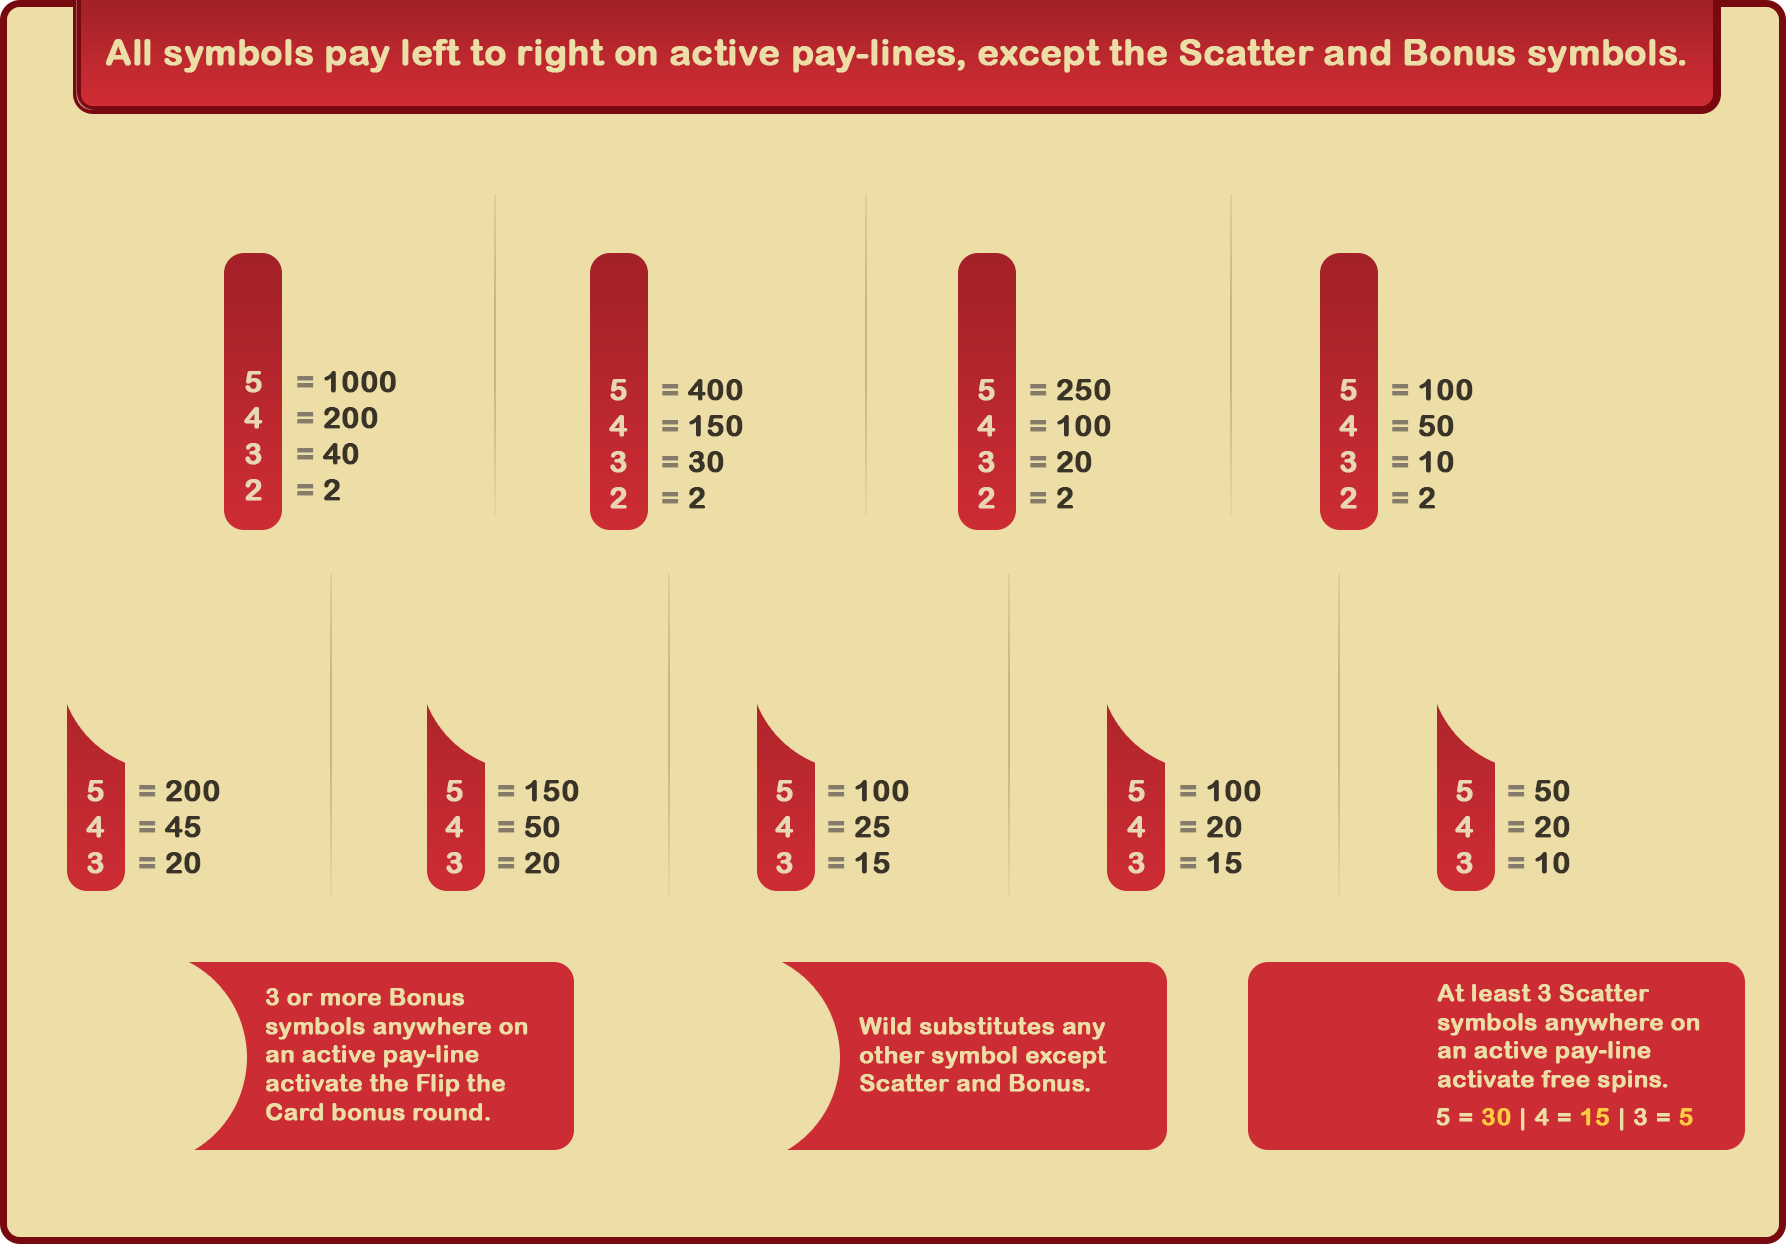 All symbols pay left to right on active pay-lines, except the Scatter and Bonus symbols.
5 = 1000
4 = 200
3 = 40
2 = 2
5 = 400
4 = 150
3 = 30
2 = 2
5 = 250
4 = 100
3 = 20
2 = 2
5 = 100
4 = 50
3 = 10
2 = 2
5 = 200
4 = 45
3 = 20
5 = 150
4 = 50
3 = 20
5 = 100
4 = 25
3 = 15
5 = 100
4 = 20
3 = 15
5 = 50
4 = 20
3 = 10
3 or more Bonus
symbols anywhere on
an active pay-line
activate the Flip the
Card bonus round.
Wild substitutes any
other symbol except
Scatter and Bonus.
At least 3 Scatter
symbols anywhere on
an active pay-line
activate free spins.
5 = 30 | 4 = 15 | 3 = 5